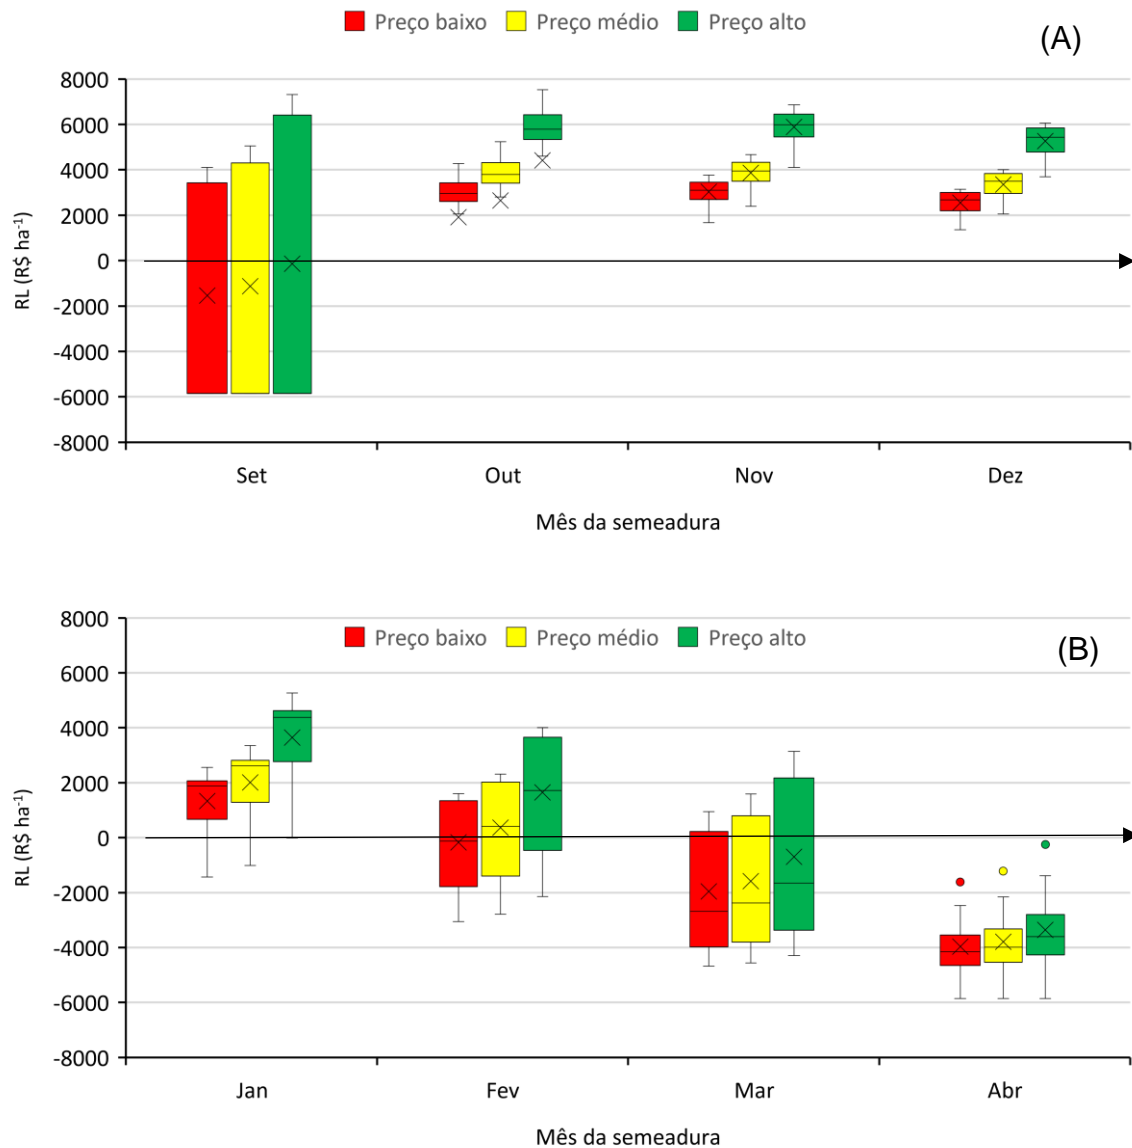 Preço baixo Preço médio Preço alto
(A)
8000
6000
4000
2000
0
-2000
-4000
-6000
-8000
RL (R$ ha⁻¹)
Set Out Nov Dez
Mês da semeadura
8000
6000
4000
2000
0
-2000
-4000
-6000
-8000
RL (R$ ha⁻¹)
Preço baixo Preço médio Preço alto
(B)
Jan Fev Mar Abr
Mês da semeadura